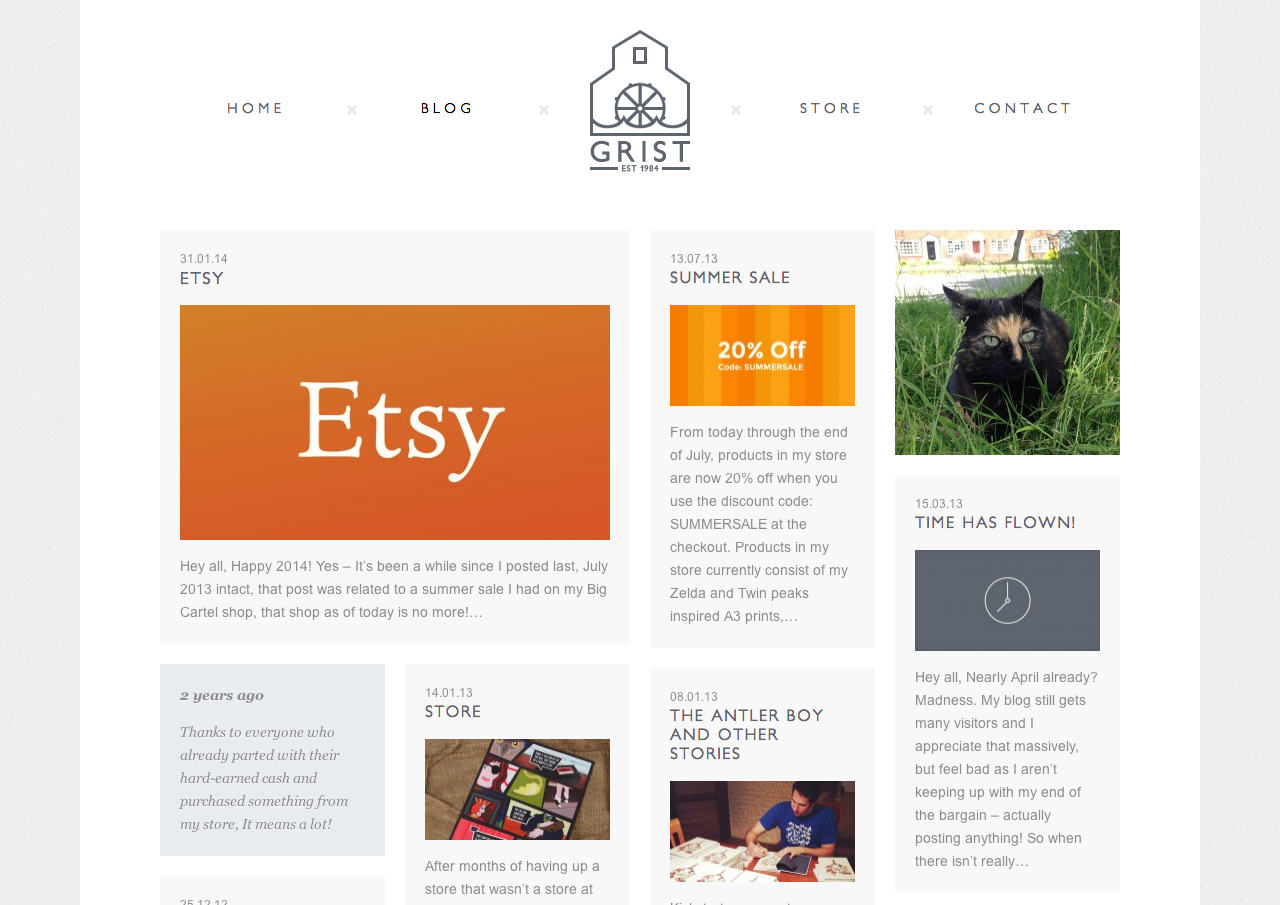 HOME
BLOG
STORE
CONTACT
GRIST
EST 1984
31.01.14
ETSY
Etsy
Hey all, Happy 2014! Yes – It's been a while since I posted last, July
2013 intact, that post was related to a summer sale I had on my Big
Cartel shop, that shop as of today is no more!…
2 years ago
Thanks to everyone who
already parted with their
hard-earned cash and
purchased something from
my store, It means a lot!
25.12.12
14.01.13
STORE
After months of having up a
store that wasn't a store at
13.07.13
SUMMER SALE
20% Off
Code: SUMMERSALE
From today through the end
of July, products in my store
are now 20% off when you
use the discount code:
SUMMERSALE at the
checkout. Products in my
store currently consist of my
Zelda and Twin peaks
inspired A3 prints,…
08.01.13
THE ANTLER BOY
AND OTHER
STORIES
15.03.13
TIME HAS FLOWN!
Hey all, Nearly April already?
Madness. My blog still gets
many visitors and I
appreciate that massively,
but feel bad as I aren't
keeping up with my end of
the bargain – actually
posting anything! So when
there isn't really…